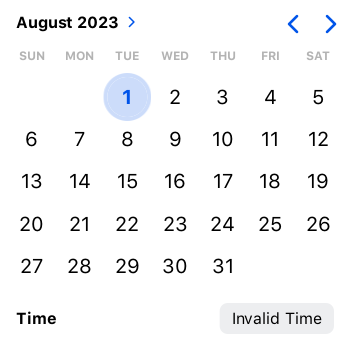 August 2023
SUN MON TUE WED THU FRI SAT
1 2 3 4 5
6 7 8 9 10 11 12
13 14 15 16 17 18 19
20 21 22 23 24 25 26
27 28 29 30 31
Time Invalid Time